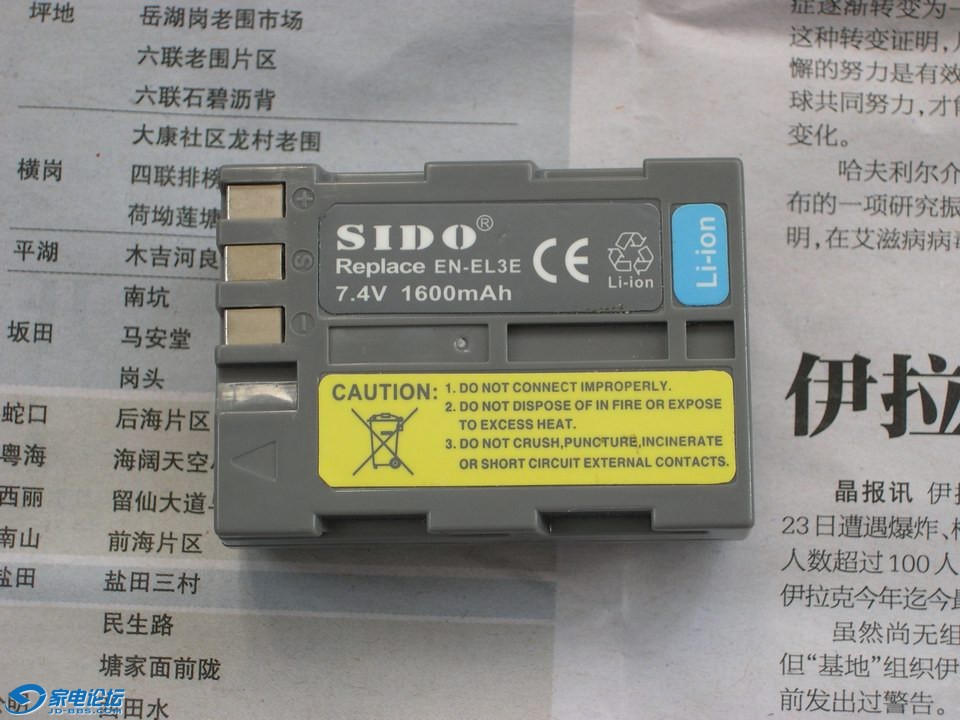 坪地
岳湖岗老围市场
六联老围片区
六联石碧沥背
大康社区龙村老围
横岗
四联排榜
荷坳莲塘
平湖
木吉河良
南坑
坂田
马安堂
岗头
蛇口
后海片区
粤海
海阔天空
西丽
留仙大道
南山
前海片区
盐田
盐田三村
民生路
塘家面前陇
田水
症逐渐转变为一
这种转变证明,
懈的努力是有效
球共同努力,才能
变化。
哈夫利尔介
布的一项研究振
明,在艾滋病病毒
伊拉
晶报讯 伊拉
23日遭遇爆炸、
人数超过100人
伊拉克今年迄今最
虽然尚无组
但“基地”组织伊
前发出过警告。
+
S
−
SIDO®
Replace EN-EL3E
7.4V 1600mAh
CE
Li-ion
Li-ion
CAUTION: 1. DO NOT CONNECT IMPROPERLY.
2. DO NOT DISPOSE OF IN FIRE OR EXPOSE
TO EXCESS HEAT.
3. DO NOT CRUSH,PUNCTURE,INCINERATE
OR SHORT CIRCUIT EXTERNAL CONTACTS.
家电论坛
JD-BBS.COM